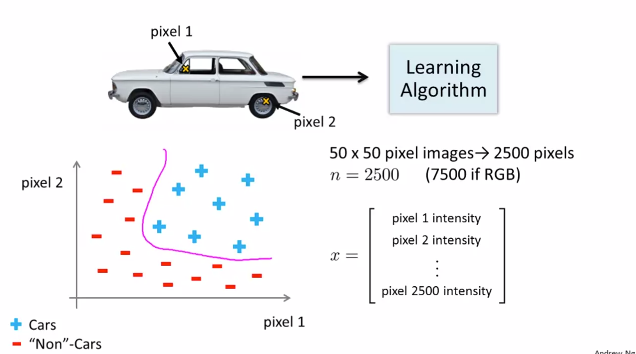 pixel 1
Learning
Algorithm
pixel 2
50 x 50 pixel images→ 2500 pixels
n = 2500 (7500 if RGB)
pixel 2
x =
pixel 1 intensity
pixel 2 intensity
⋮
pixel 2500 intensity
pixel 1
+ Cars
- "Non"-Cars